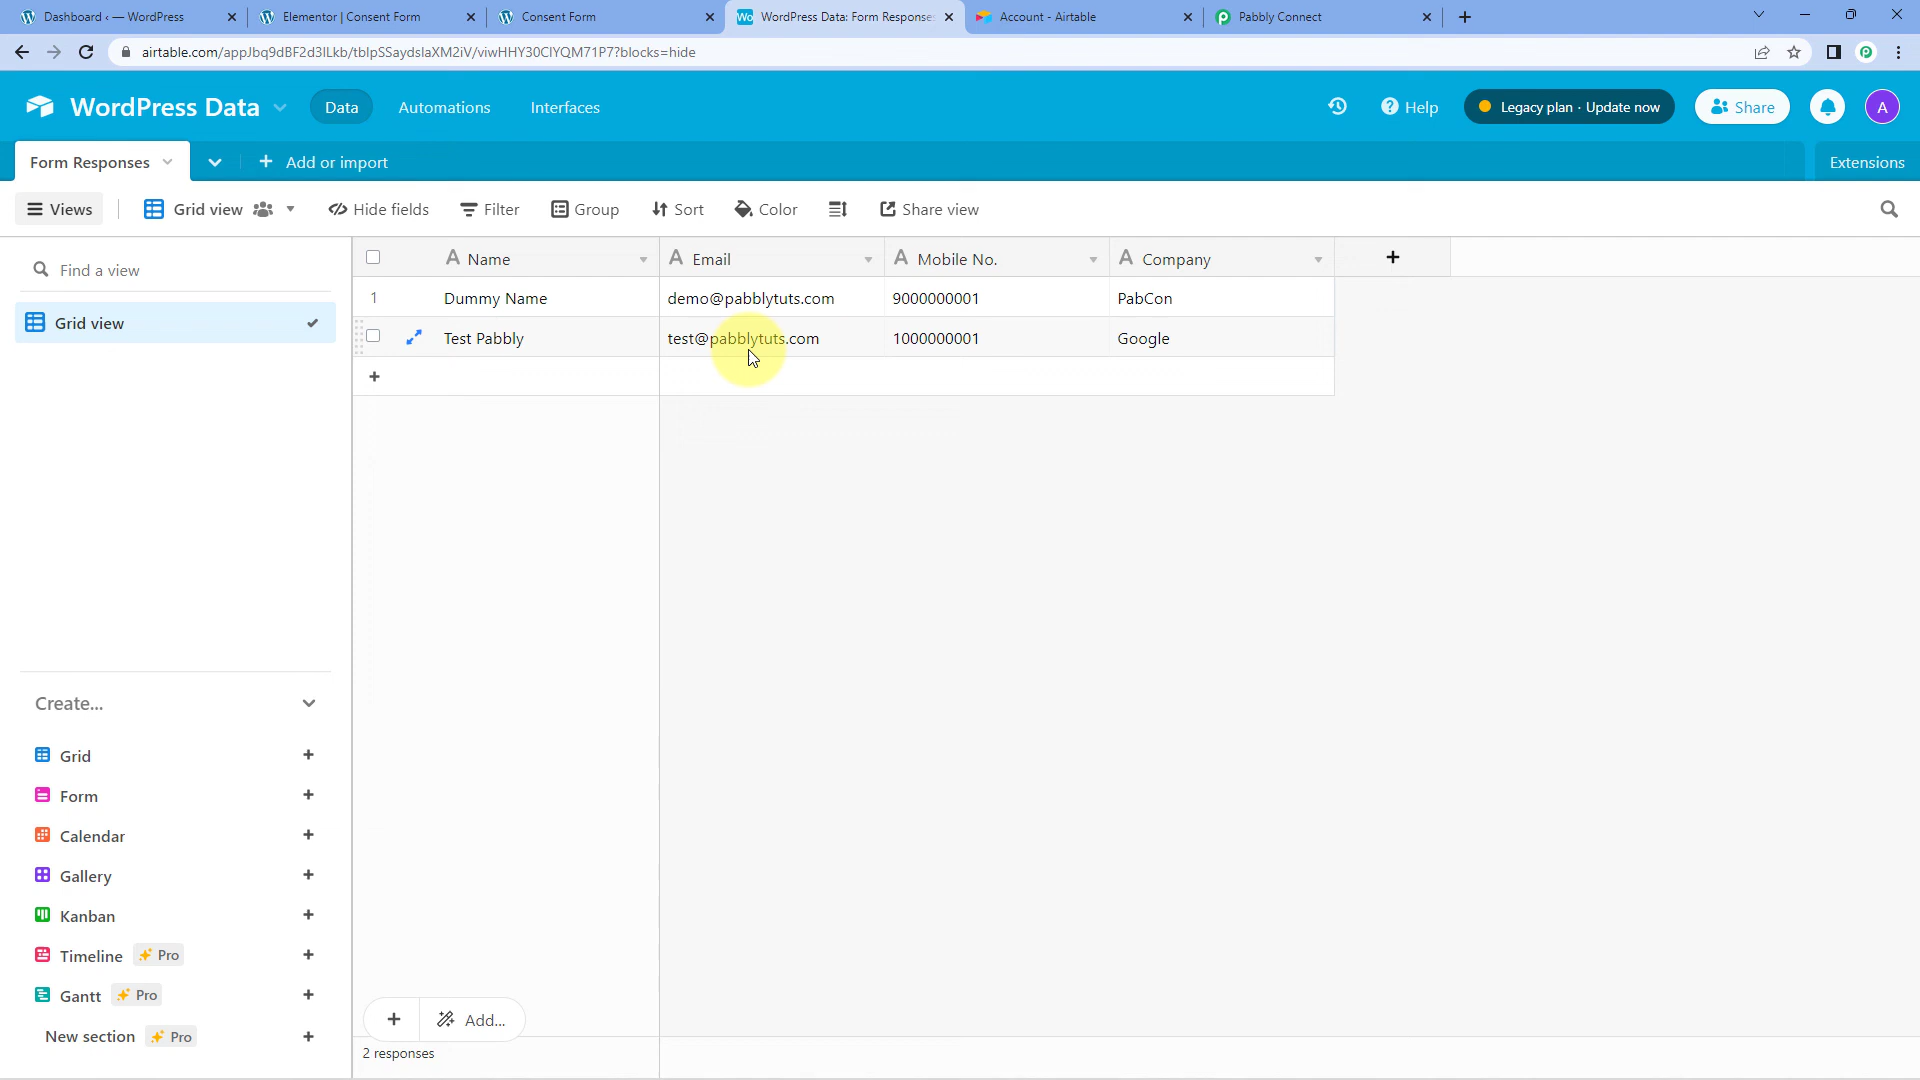 Dashboard ‹ — WordPress
Elementor | Consent Form
Consent Form
WordPress Data: Form Responses
Account - Airtable
Pabbly Connect
airtable.com/appJbq9dBF2d3lLkb/tblpSSaydslaXM2iV/viwHHY30ClYQM71P7?blocks=hide
WordPress Data
Data
Automations
Interfaces
Help
Legacy plan · Update now
Share
A
Form Responses
Add or import
Extensions
Views
Grid view
Hide fields
Filter
Group
Sort
Color
Share view
Find a view
Grid view
A Name
A Email
A Mobile No.
A Company
1 Dummy Name demo@pabblytuts.com 9000000001 PabCon
Test Pabbly test@pabblytuts.com 1000000001 Google
Create...
Grid
Form
Calendar
Gallery
Kanban
Timeline Pro
Gantt Pro
New section Pro
Add...
2 responses